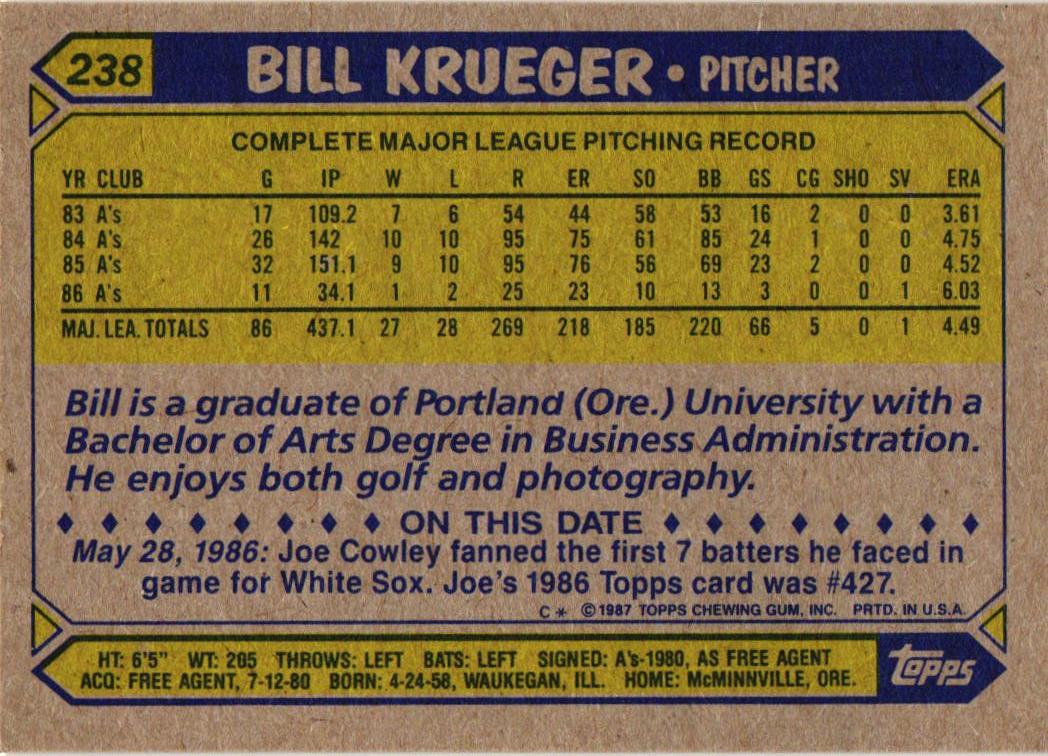 238 BILL KRUEGER • PITCHER
COMPLETE MAJOR LEAGUE PITCHING RECORD
YR CLUB G IP W L R ER SO BB GS CG SHO SV ERA
83 A's 17 109.2 7 6 54 44 58 53 16 2 0 0 3.61
84 A's 26 142 10 10 95 75 61 85 24 1 0 0 4.75
85 A's 32 151.1 9 10 95 76 56 69 23 2 0 0 4.52
86 A's 11 34.1 1 2 25 23 10 13 3 0 0 1 6.03
MAJ. LEA. TOTALS 86 437.1 27 28 269 218 185 220 66 5 0 1 4.49
Bill is a graduate of Portland (Ore.) University with a
Bachelor of Arts Degree in Business Administration.
He enjoys both golf and photography.
♦ ♦ ♦ ♦ ♦ ♦ ♦ ♦ ON THIS DATE ♦ ♦ ♦ ♦ ♦ ♦ ♦ ♦
May 28, 1986: Joe Cowley fanned the first 7 batters he faced in
game for White Sox. Joe's 1986 Topps card was #427.
C * ©1987 TOPPS CHEWING GUM, INC. PRTD. IN U.S.A.
HT: 6'5" WT: 205 THROWS: LEFT BATS: LEFT SIGNED: A's-1980, AS FREE AGENT
ACQ: FREE AGENT, 7-12-80 BORN: 4-24-58, WAUKEGAN, ILL. HOME: McMINNVILLE, ORE.
topps